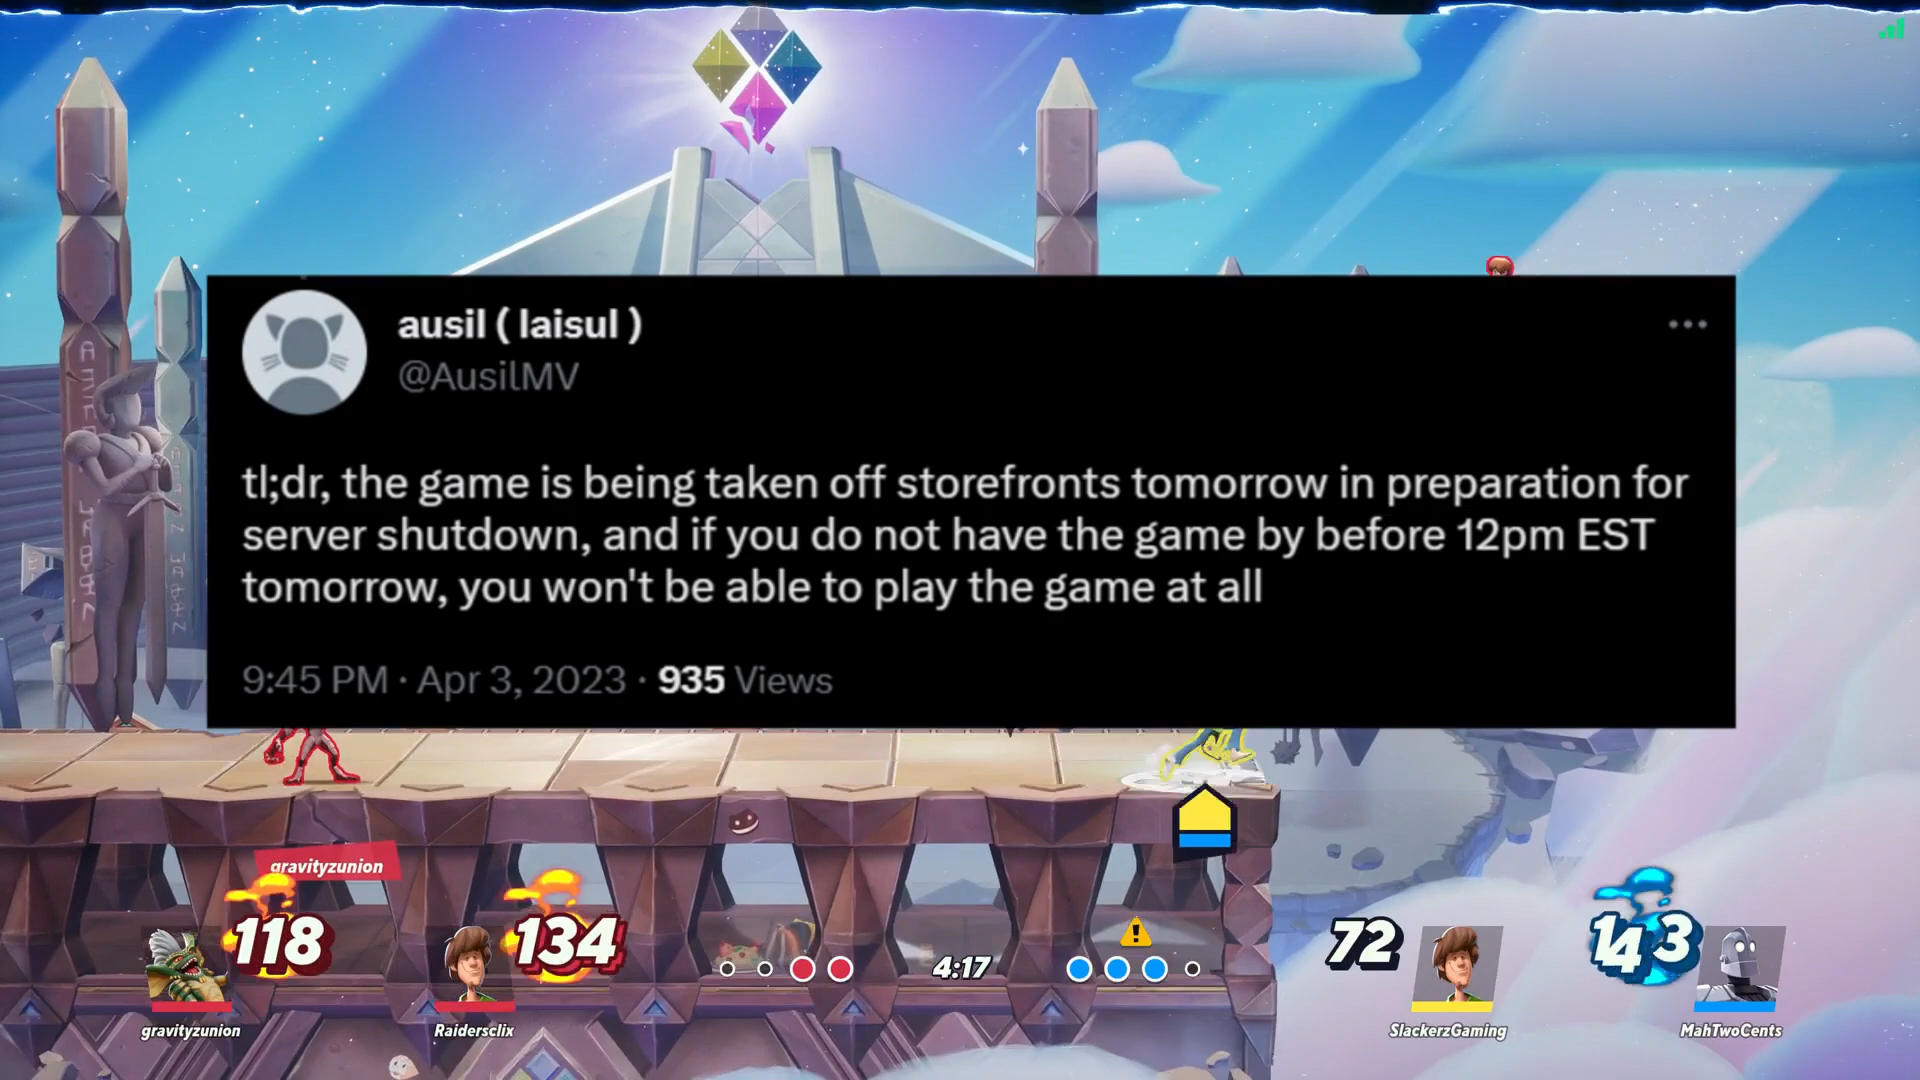 ausil ( laisul )
@AusilMV
tl;dr, the game is being taken off storefronts tomorrow in preparation for
server shutdown, and if you do not have the game by before 12pm EST
tomorrow, you won't be able to play the game at all
9:45 PM · Apr 3, 2023 · 935 Views
gravityzunion
118
134
4:17
72
143
gravityzunion
Raidersclix
SlackerzGaming
MahTwoCents